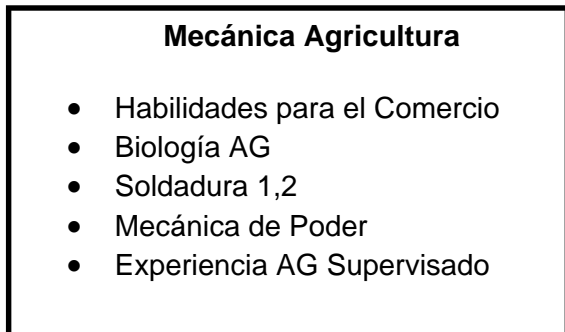 Mecánica Agricultura
• Habilidades para el Comercio
• Biología AG
• Soldadura 1,2
• Mecánica de Poder
• Experiencia AG Supervisado